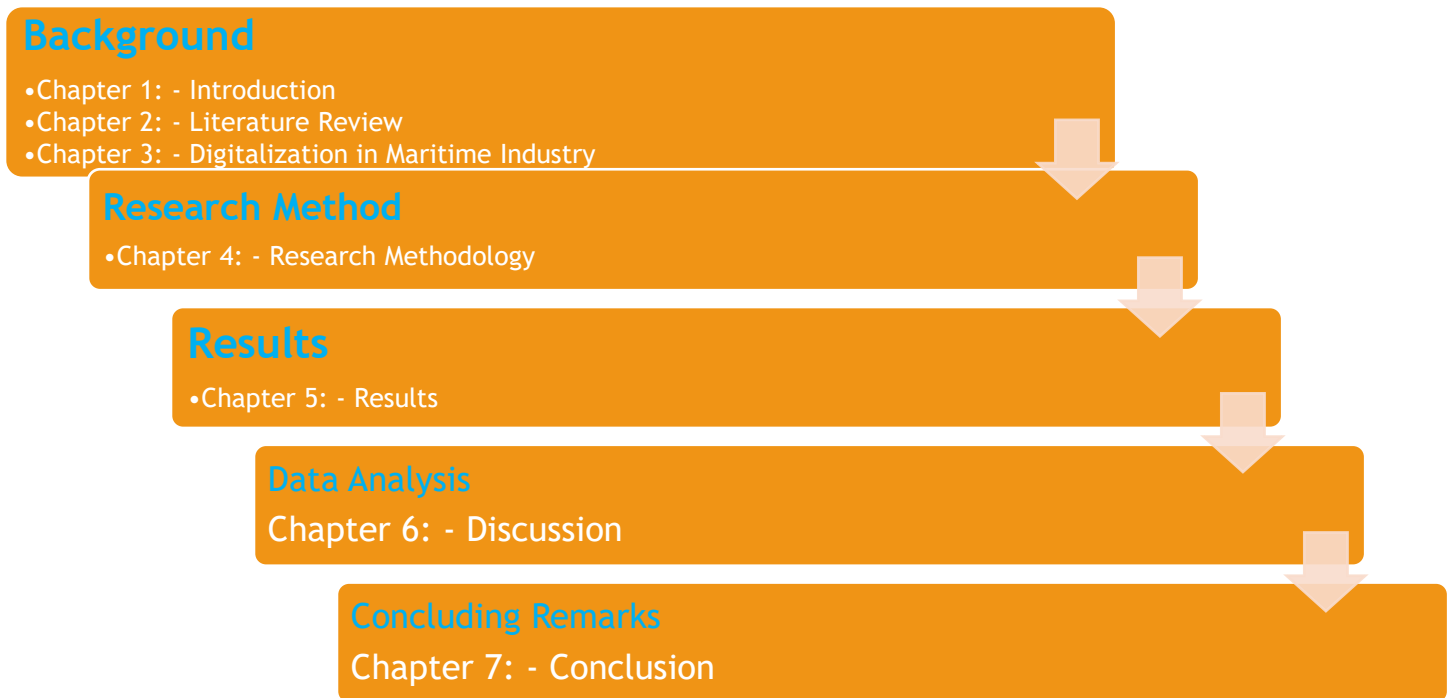 Background
•Chapter 1: - Introduction
•Chapter 2: - Literature Review
•Chapter 3: - Digitalization in Maritime Industry
Research Method
•Chapter 4: - Research Methodology
Results
•Chapter 5: - Results
Data Analysis
Chapter 6: - Discussion
Concluding Remarks
Chapter 7: - Conclusion